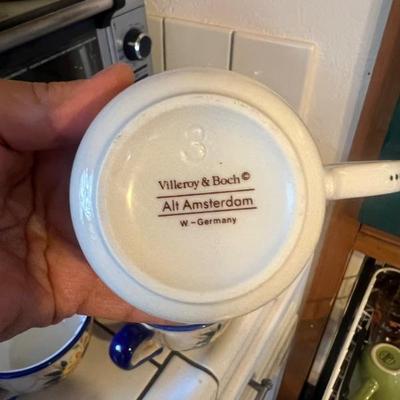 3
Villeroy & Boch©
Alt Amsterdam
W.-Germany